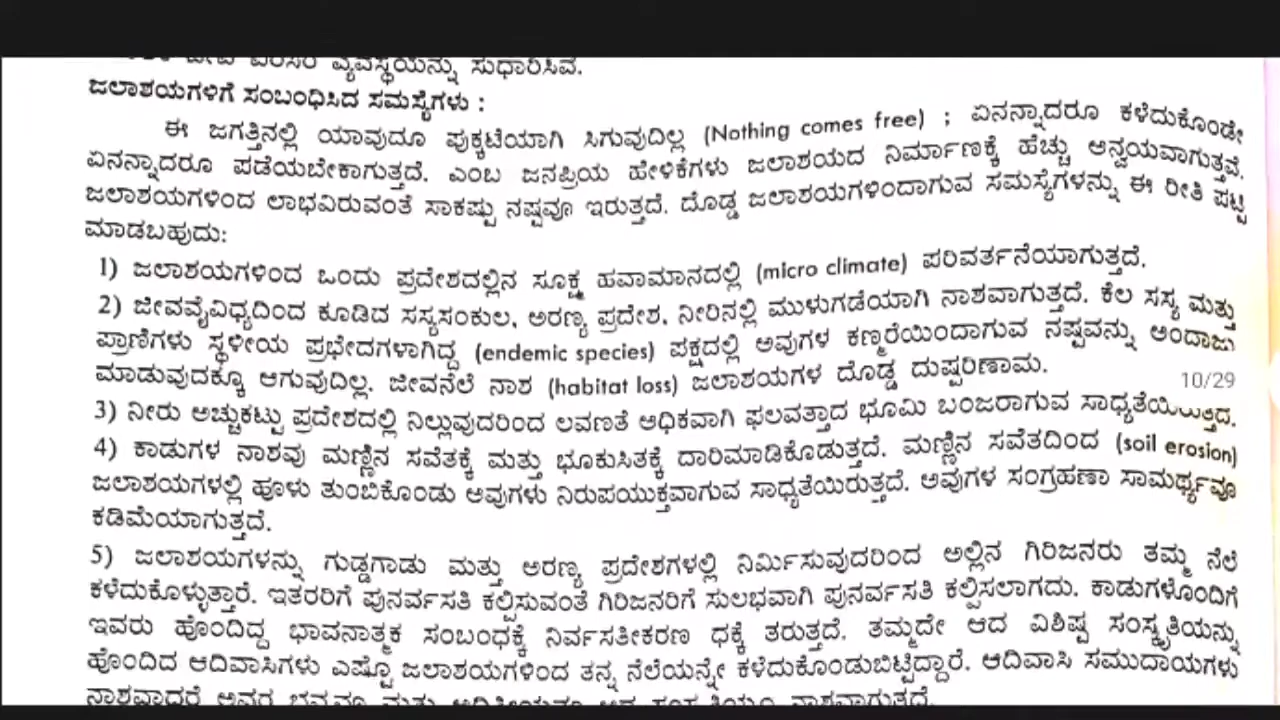 ವ್ಯವಸ್ಥೆಯನ್ನು ಸುಧಾರಿಸಿವೆ.
ಜಲಾಶಯಗಳಿಗೆ ಸಂಬಂಧಿಸಿದ ಸಮಸ್ಯೆಗಳು :
ಈ ಜಗತ್ತಿನಲ್ಲಿ ಯಾವುದೂ ಪುಕ್ಕಟೆಯಾಗಿ ಸಿಗುವುದಿಲ್ಲ (Nothing comes free) ; ಏನನ್ನಾದರೂ ಕಳೆದುಕೊಂಡೇ
ಏನನ್ನಾದರೂ ಪಡೆಯಬೇಕಾಗುತ್ತದೆ. ಎಂಬ ಜನಪ್ರಿಯ ಹೇಳಿಕೆಗಳು ಜಲಾಶಯದ ನಿರ್ಮಾಣಕ್ಕೆ ಹೆಚ್ಚು ಅನ್ವಯವಾಗುತ್ತವೆ.
ಜಲಾಶಯಗಳಿಂದ ಲಾಭವಿರುವಂತೆ ಸಾಕಷ್ಟು ನಷ್ಟವೂ ಇರುತ್ತದೆ. ದೊಡ್ಡ ಜಲಾಶಯಗಳಿಂದಾಗುವ ಸಮಸ್ಯೆಗಳನ್ನು ಈ ರೀತಿ ಪಟ್ಟಿ
ಮಾಡಬಹುದು:
1) ಜಲಾಶಯಗಳಿಂದ ಒಂದು ಪ್ರದೇಶದಲ್ಲಿನ ಸೂಕ್ಷ್ಮ ಹವಾಮಾನದಲ್ಲಿ (micro climate) ಪರಿವರ್ತನೆಯಾಗುತ್ತದೆ.
2) ಜೀವವೈವಿಧ್ಯದಿಂದ ಕೂಡಿದ ಸಸ್ಯಸಂಕುಲ, ಅರಣ್ಯ ಪ್ರದೇಶ, ನೀರಿನಲ್ಲಿ ಮುಳುಗಡೆಯಾಗಿ ನಾಶವಾಗುತ್ತದೆ. ಕೆಲ ಸಸ್ಯ ಮತ್ತು
ಪ್ರಾಣಿಗಳು ಸ್ಥಳೀಯ ಪ್ರಭೇದಗಳಾಗಿದ್ದ (endemic species) ಪಕ್ಷದಲ್ಲಿ ಅವುಗಳ ಕಣ್ಮರೆಯಿಂದಾಗುವ ನಷ್ಟವನ್ನು ಅಂದಾಜು
ಮಾಡುವುದಕ್ಕೂ ಆಗುವುದಿಲ್ಲ. ಜೀವನೆಲೆ ನಾಶ (habitat loss) ಜಲಾಶಯಗಳ ದೊಡ್ಡ ದುಷ್ಪರಿಣಾಮ.
10/29
3) ನೀರು ಅಚ್ಚುಕಟ್ಟು ಪ್ರದೇಶದಲ್ಲಿ ನಿಲ್ಲುವುದರಿಂದ ಲವಣತೆ ಅಧಿಕವಾಗಿ ಫಲವತ್ತಾದ ಭೂಮಿ ಬಂಜರಾಗುವ ಸಾಧ್ಯತೆಯಿರುತ್ತದೆ.
4) ಕಾಡುಗಳ ನಾಶವು ಮಣ್ಣಿನ ಸವೆತಕ್ಕೆ ಮತ್ತು ಭೂಕುಸಿತಕ್ಕೆ ದಾರಿಮಾಡಿಕೊಡುತ್ತದೆ. ಮಣ್ಣಿನ ಸವೆತದಿಂದ (soil erosion)
ಜಲಾಶಯಗಳಲ್ಲಿ ಹೂಳು ತುಂಬಿಕೊಂಡು ಅವುಗಳು ನಿರುಪಯುಕ್ತವಾಗುವ ಸಾಧ್ಯತೆಯಿರುತ್ತದೆ. ಅವುಗಳ ಸಂಗ್ರಹಣಾ ಸಾಮರ್ಥ್ಯವೂ
ಕಡಿಮೆಯಾಗುತ್ತದೆ.
5) ಜಲಾಶಯಗಳನ್ನು ಗುಡ್ಡಗಾಡು ಮತ್ತು ಅರಣ್ಯ ಪ್ರದೇಶಗಳಲ್ಲಿ ನಿರ್ಮಿಸುವುದರಿಂದ ಅಲ್ಲಿನ ಗಿರಿಜನರು ತಮ್ಮ ನೆಲೆ
ಕಳೆದುಕೊಳ್ಳುತ್ತಾರೆ. ಇತರರಿಗೆ ಪುನರ್ವಸತಿ ಕಲ್ಪಿಸುವಂತೆ ಗಿರಿಜನರಿಗೆ ಸುಲಭವಾಗಿ ಪುನರ್ವಸತಿ ಕಲ್ಪಿಸಲಾಗದು. ಕಾಡುಗಳೊಂದಿಗೆ
ಇವರು ಹೊಂದಿದ್ದ ಭಾವನಾತ್ಮಕ ಸಂಬಂಧಕ್ಕೆ ನಿರ್ವಸತೀಕರಣ ಧಕ್ಕೆ ತರುತ್ತದೆ. ತಮ್ಮದೇ ಆದ ವಿಶಿಷ್ಟ ಸಂಸ್ಕೃತಿಯನ್ನು
ಹೊಂದಿದ ಆದಿವಾಸಿಗಳು ಎಷ್ಟೊ ಜಲಾಶಯಗಳಿಂದ ತನ್ನ ನೆಲೆಯನ್ನೇ ಕಳೆದುಕೊಂಡುಬಿಟ್ಟಿದ್ದಾರೆ. ಆದಿವಾಸಿ ಸಮುದಾಯಗಳು
ನಾಶವಾದರೆ ಅವರ ಮತ್ತು ನಾಶವಾಗುತ್ತದೆ.